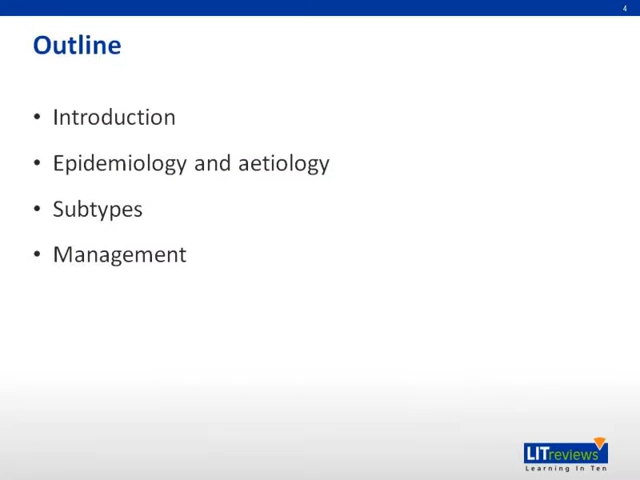 4
Outline
• Introduction
• Epidemiology and aetiology
• Subtypes
• Management
LITreviews
Learning In Ten